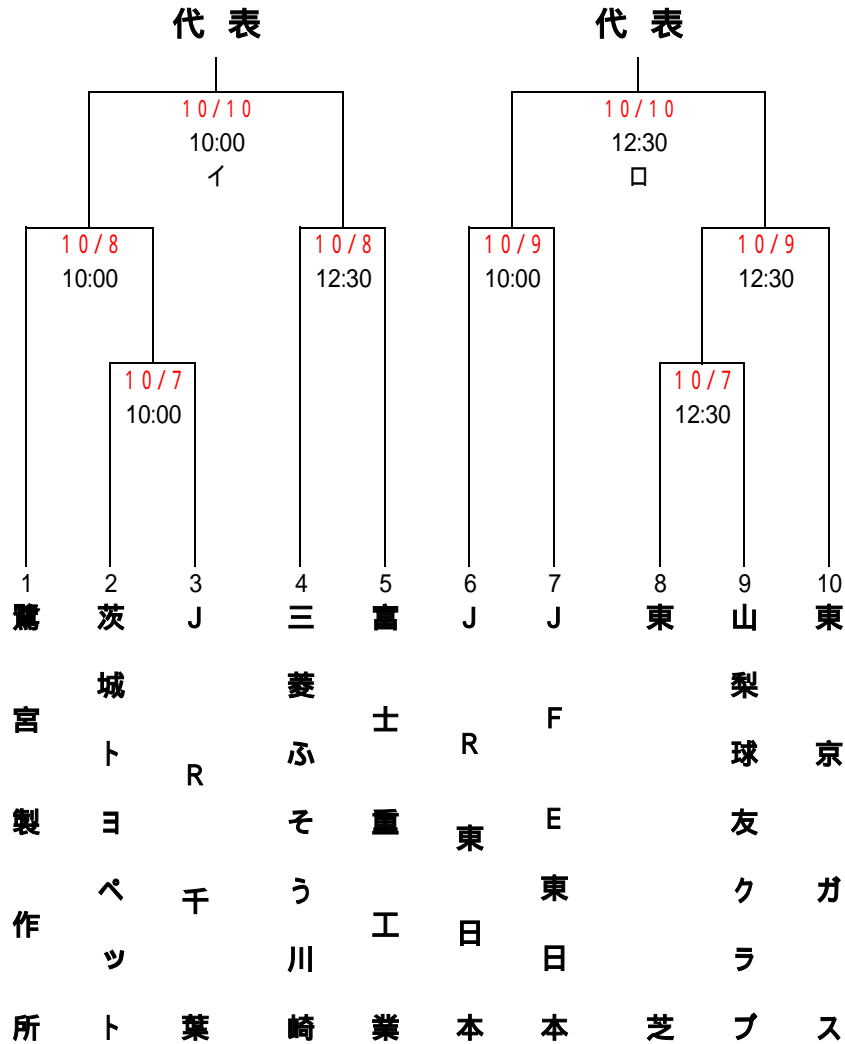 代表 代表
10/10 10/10
10:00 12:30
イ ロ
10/8 10/8 10/9 10/9
10:00 12:30 10:00 12:30
10/7 10/7
10:00 12:30
1 2 3 4 5 6 7 8 9 10
鷺宮製作所
茨城トヨペット
JR千葉
三菱ふそう川崎
富士重工業
JR東日本
JFE東日本
東芝
山梨球友クラブ
東京ガス